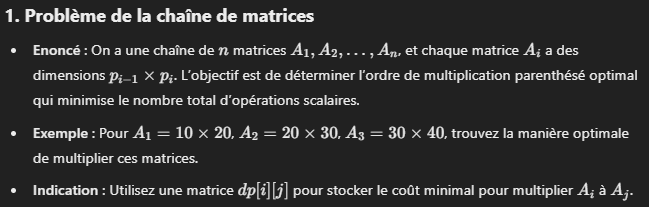 1. Problème de la chaîne de matrices
• Enoncé : On a une chaîne de n matrices A₁, A₂, . . . , Aₙ, et chaque matrice Aᵢ a des
dimensions pᵢ₋₁ × pᵢ. L’objectif est de déterminer l’ordre de multiplication parenthésé optimal
qui minimise le nombre total d’opérations scalaires.
• Exemple : Pour A₁ = 10 × 20, A₂ = 20 × 30, A₃ = 30 × 40, trouvez la manière optimale
de multiplier ces matrices.
• Indication : Utilisez une matrice dp[i][j] pour stocker le coût minimal pour multiplier Aᵢ à Aⱼ.